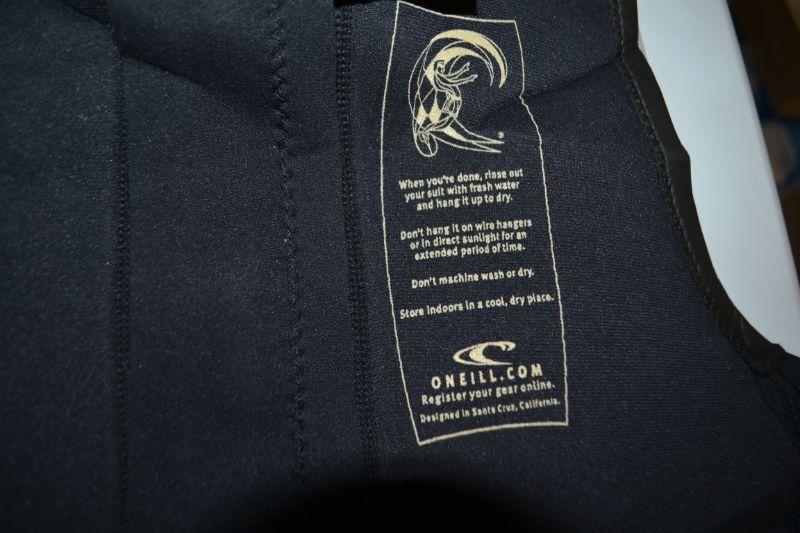 ®
When you're done, rinse out
your suit with fresh water
and hang it up to dry.
Don't hang it on wire hangers
or in direct sunlight for an
extended period of time.
Don't machine wash or dry.
Store indoors in a cool, dry place.
ONEILL.COM
Register your gear online.
Designed in Santa Cruz, California.